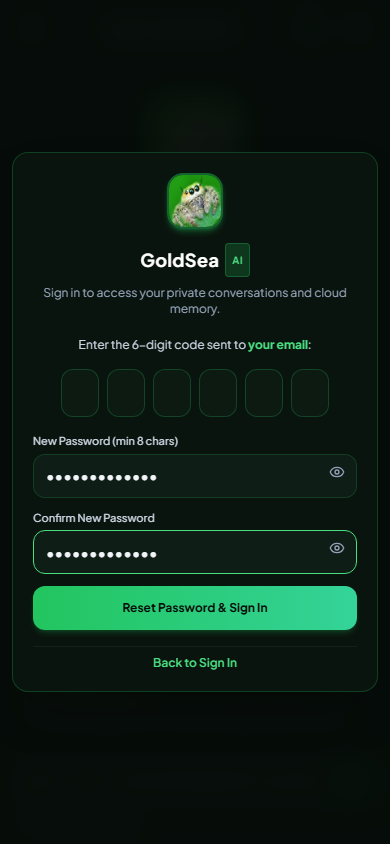 GoldSea AI
Sign in to access your private conversations and cloud
memory.
Enter the 6-digit code sent to your email:
New Password (min 8 chars)
●●●●●●●●●●●●●
Confirm New Password
●●●●●●●●●●●●●
Reset Password & Sign In
Back to Sign In